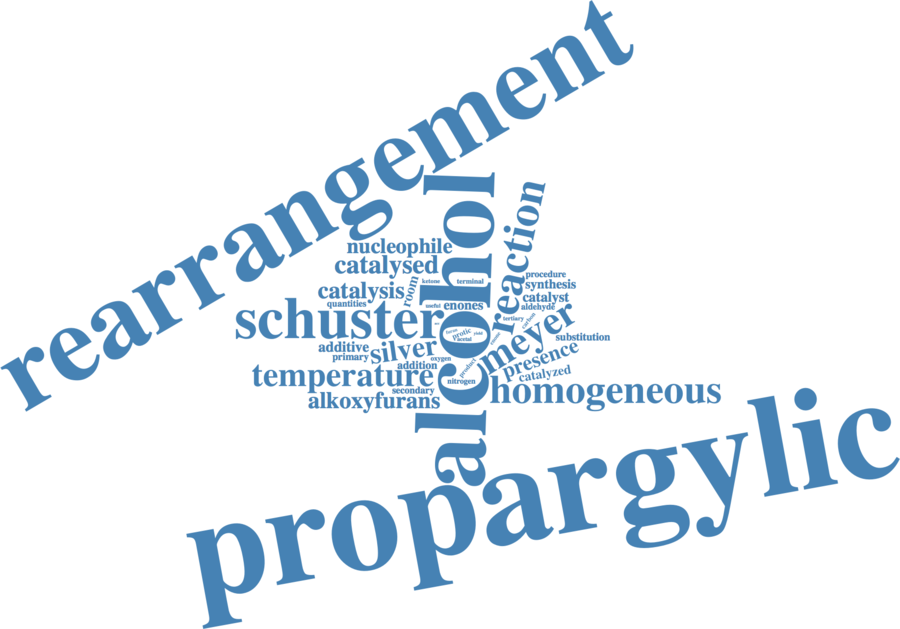 rearrangement
alcohol
reaction
nucleophile
catalysed
procedure
ketone
terminal
room
synthesis
catalysis
catalyst
quantities
useful
enones
aldehyde
schuster
tertiary
carbon
meyer
furan
protic
yield
acetal
substitution
additive
silver
primary
oxygen
presence
addition
product
temperature
nitrogen
catalyzed
secondary
homogeneous
alkoxyfurans
propargylic